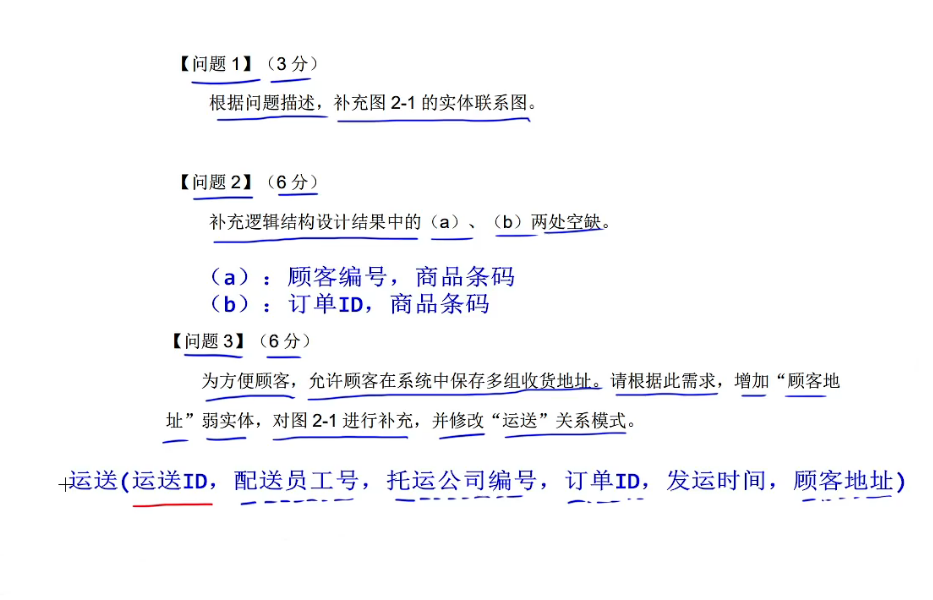 【问题 1】（3 分）
根据问题描述，补充图 2-1 的实体联系图。
【问题 2】（6 分）
补充逻辑结构设计结果中的（a）、（b）两处空缺。
（a）：顾客编号，商品条码
（b）：订单ID，商品条码
【问题 3】（6 分）
为方便顾客，允许顾客在系统中保存多组收货地址。请根据此需求，增加“顾客地
址”弱实体，对图 2-1 进行补充，并修改“运送”关系模式。
运送(运送ID，配送员工号，托运公司编号，订单ID，发运时间，顾客地址)